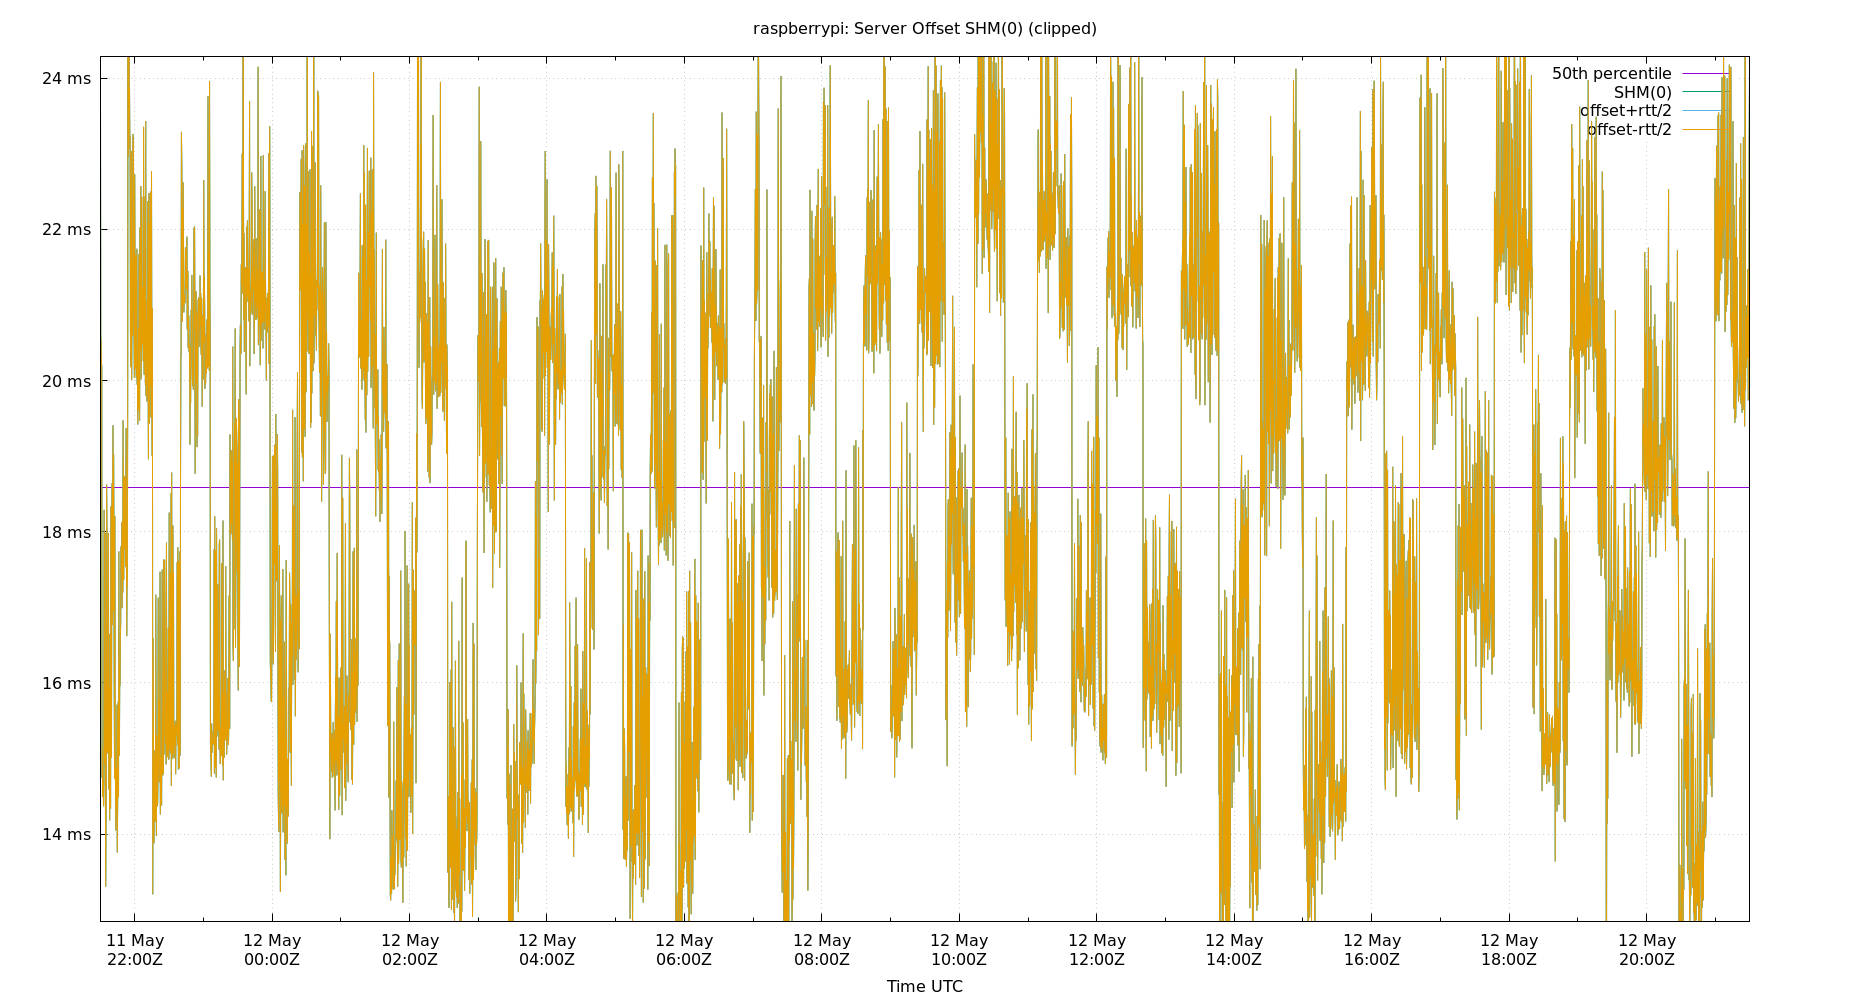 raspberrypi: Server Offset SHM(0) (clipped)
24 ms
22 ms
20 ms
18 ms
16 ms
14 ms
50th percentile
SHM(0)
offset+rtt/2
offset-rtt/2
11 May 12 May 12 May 12 May 12 May 12 May 12 May 12 May 12 May 12 May 12 May 12 May
22:00Z 00:00Z 02:00Z 04:00Z 06:00Z 08:00Z 10:00Z 12:00Z 14:00Z 16:00Z 18:00Z 20:00Z
Time UTC